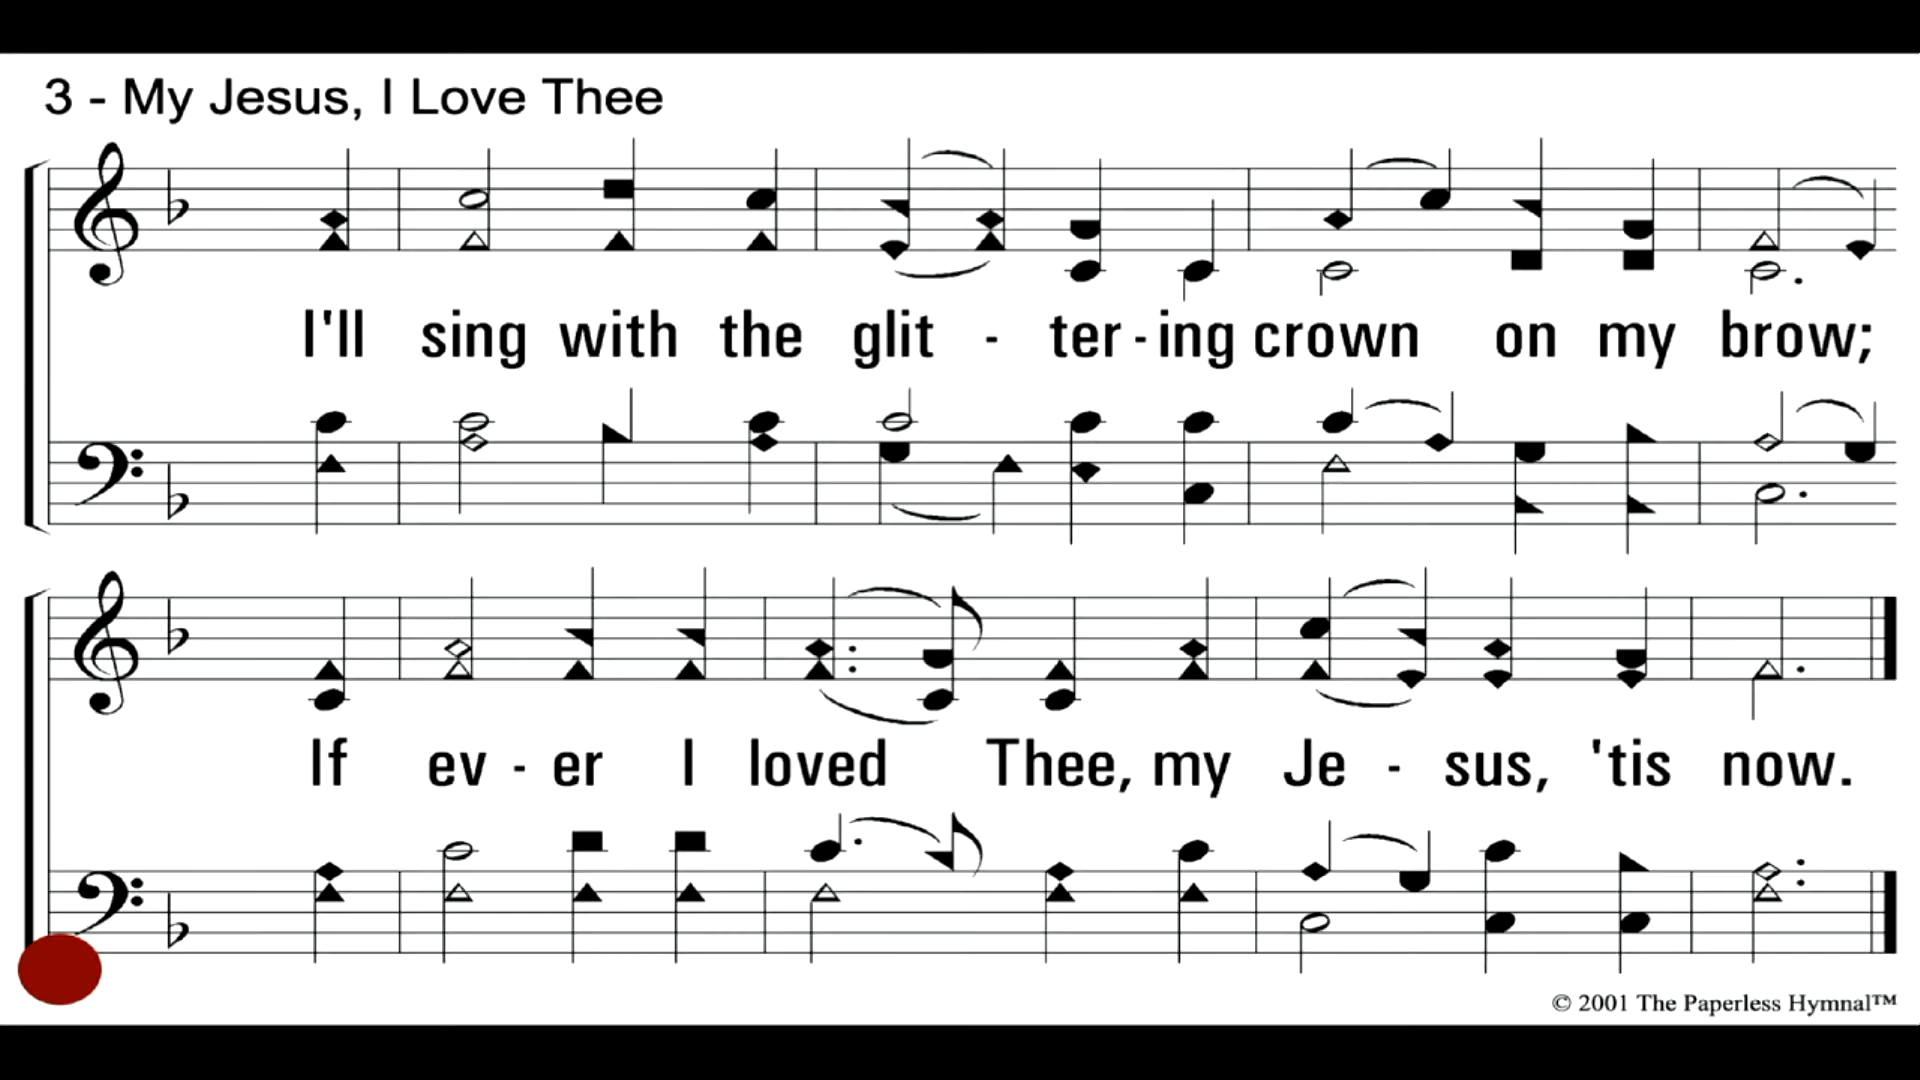 3 - My Jesus, I Love Thee
I'll sing with the glit - ter - ing crown on my brow;
If ev - er I loved Thee, my Je - sus, 'tis now.
© 2001 The Paperless Hymnal™